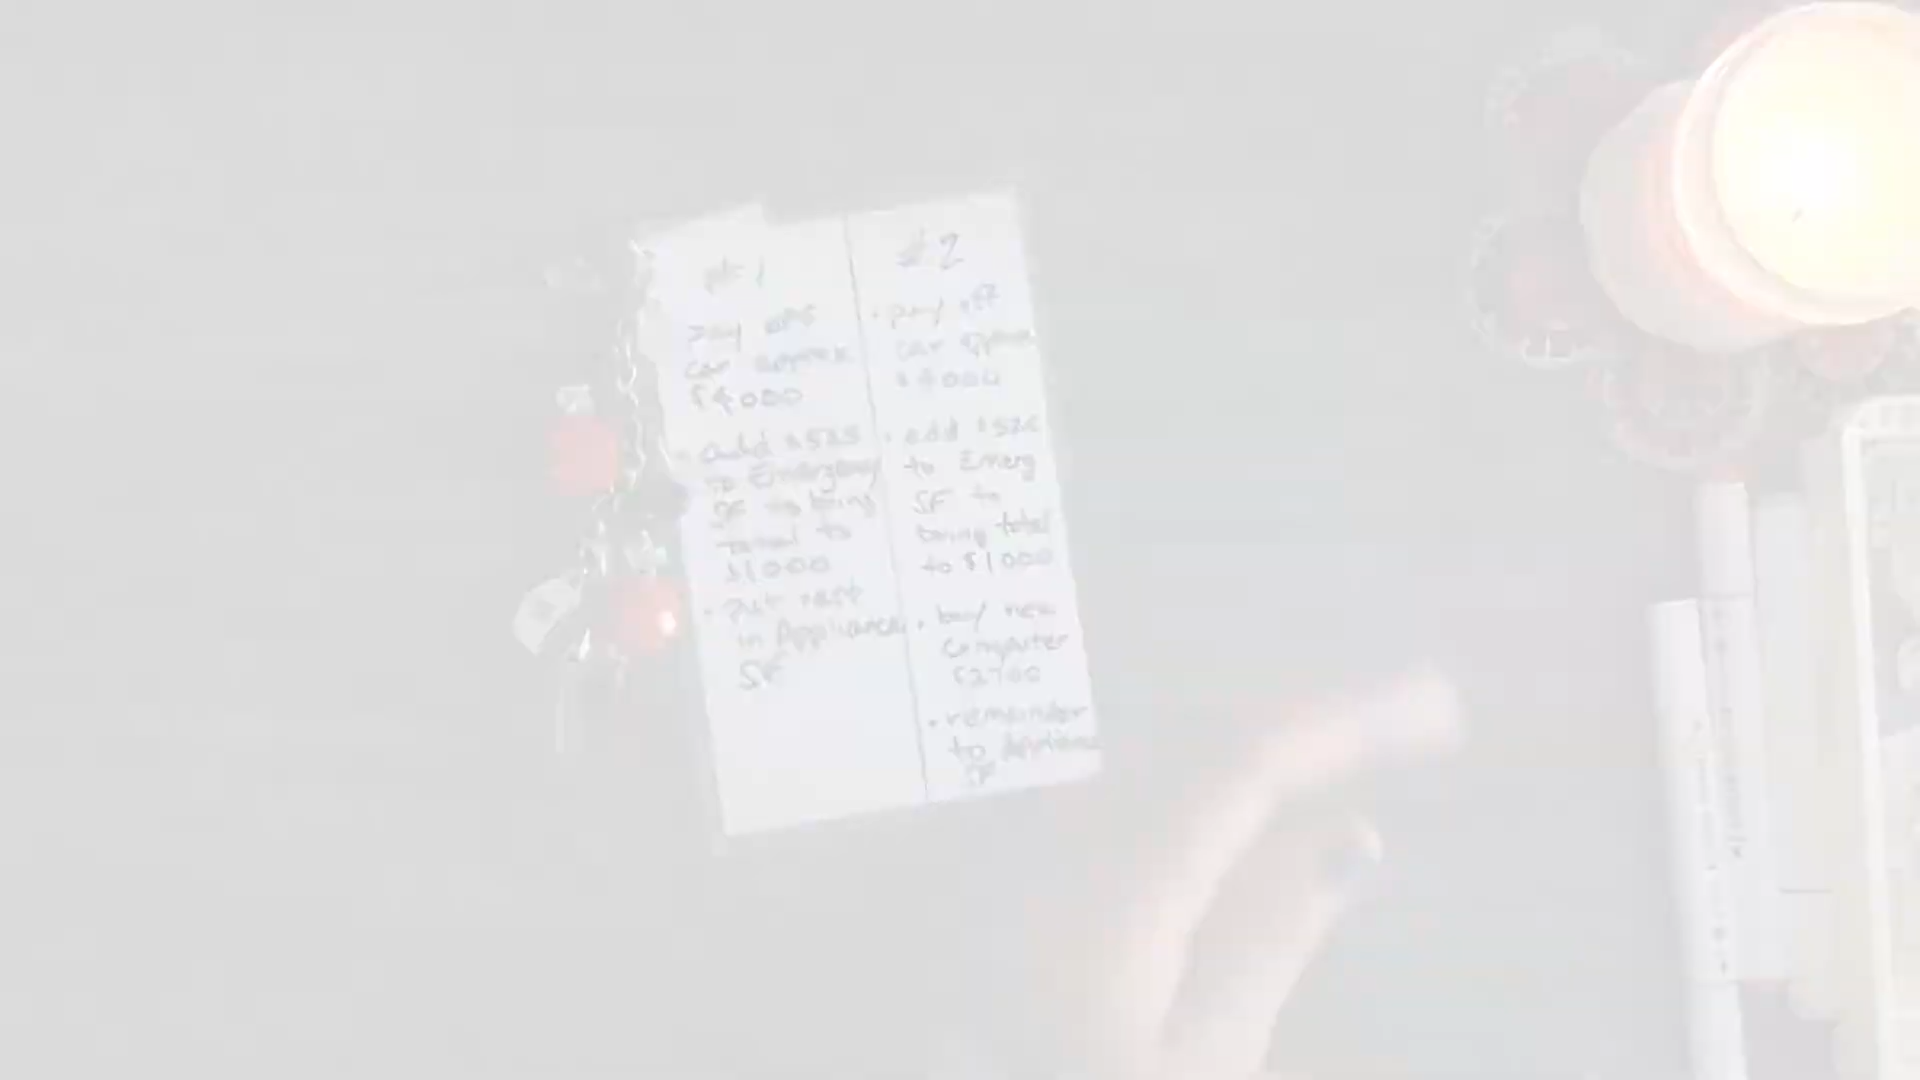 #1
pay off
car approx
$4000
• add $525
to Emergency
SF to bring
total to
$1000
• put rest
in Appliance
SF
#2
• pay off
car approx
$4000
• add $525
to Emerg
SF to
bring total
to $1000
• buy new
computer
$2700
• remainder
to Appliance
SF